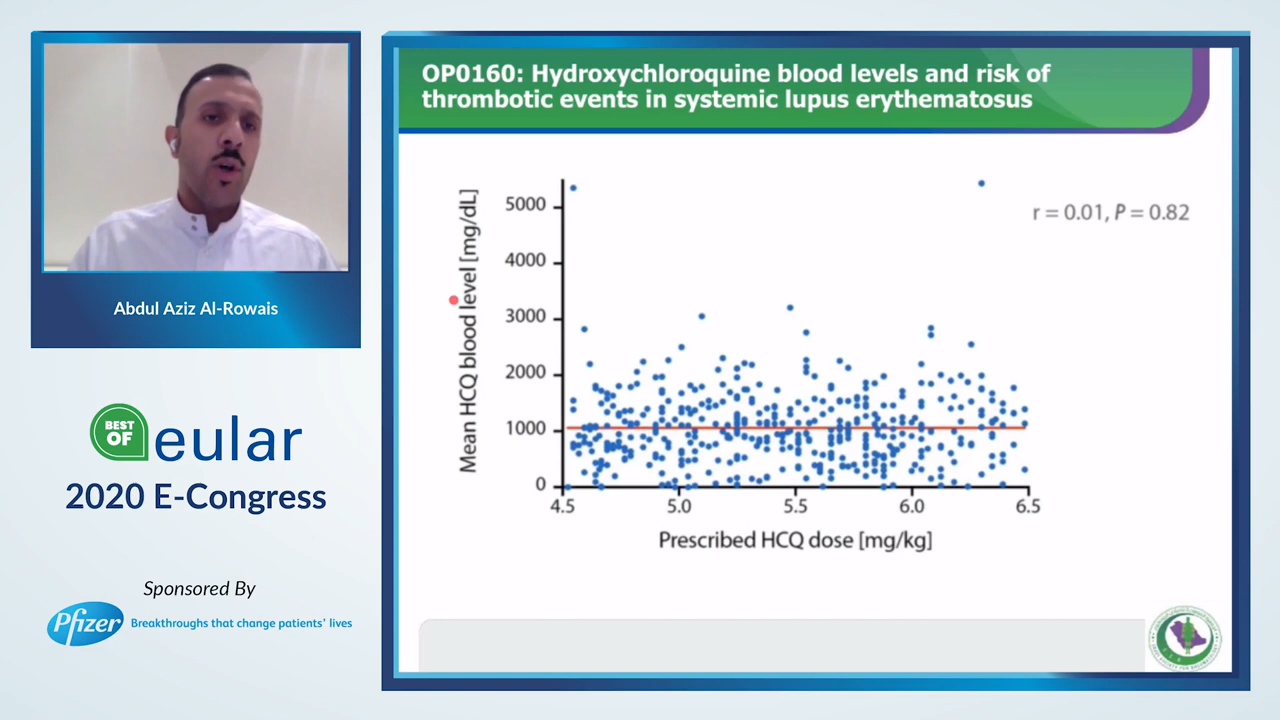 Abdul Aziz Al-Rowais
BEST
OF
eular
2020 E-Congress
Sponsored By
Pfizer
Breakthroughs that change patients' lives
OP0160: Hydroxychloroquine blood levels and risk of
thrombotic events in systemic lupus erythematosus
Mean HCQ blood level [mg/dL]
5000
4000
3000
2000
1000
0
r = 0.01, P = 0.82
4.5 5.0 5.5 6.0 6.5
Prescribed HCQ dose [mg/kg]